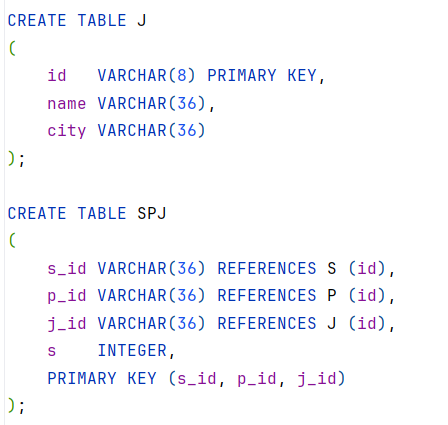 CREATE TABLE J
(
    id   VARCHAR(8) PRIMARY KEY,
    name VARCHAR(36),
    city VARCHAR(36)
);

CREATE TABLE SPJ
(
    s_id VARCHAR(36) REFERENCES S (id),
    p_id VARCHAR(36) REFERENCES P (id),
    j_id VARCHAR(36) REFERENCES J (id),
    s    INTEGER,
    PRIMARY KEY (s_id, p_id, j_id)
);